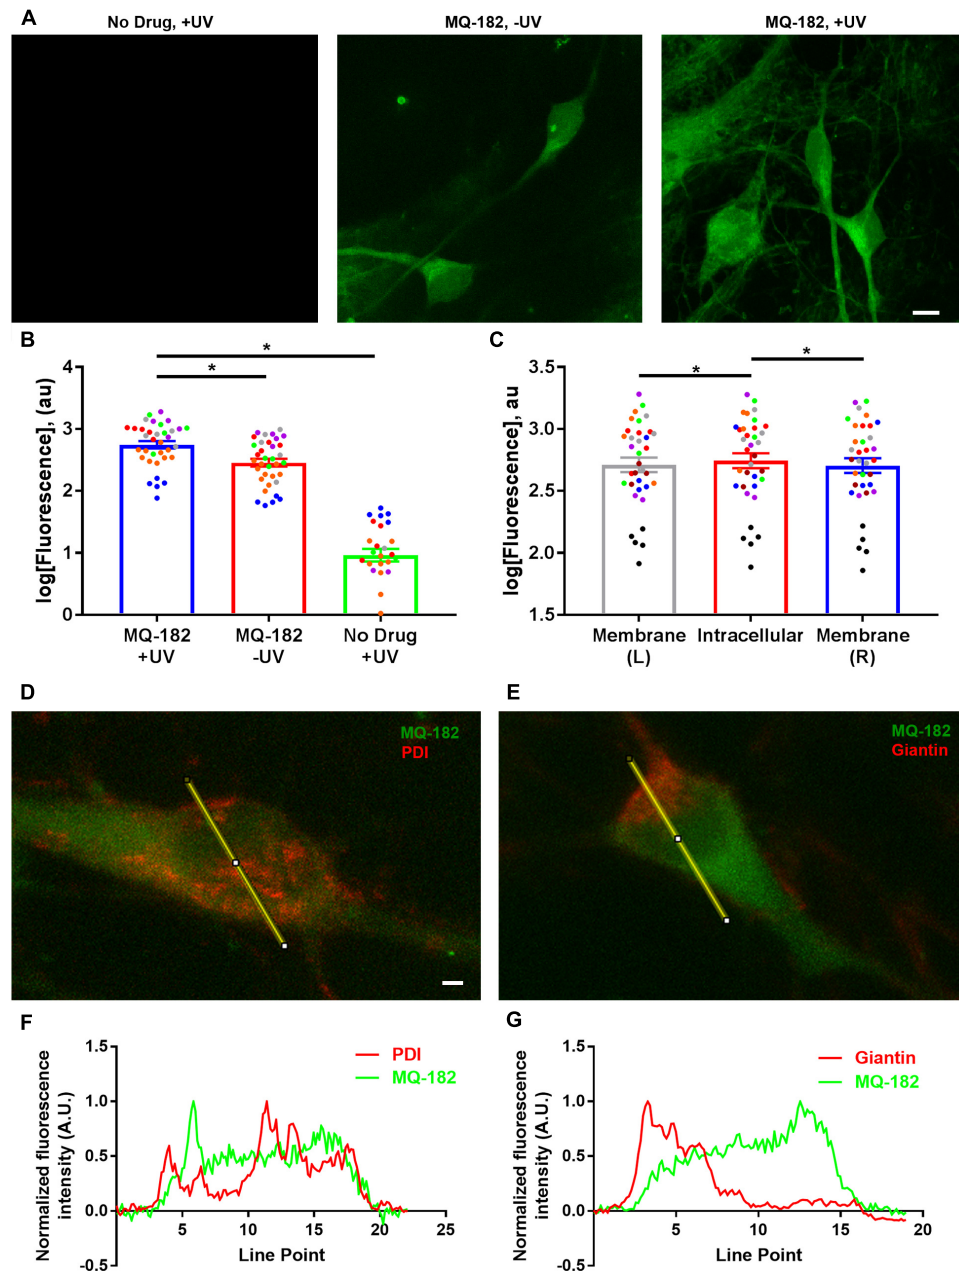 A
No Drug, +UV
MQ-182, -UV
MQ-182, +UV
B
*
*
log[Fluorescence], (au)
4
3
2
1
0
MQ-182
+UV
MQ-182
-UV
No Drug
+UV
C
*
*
log[Fluorescence], au
3.5
3.0
2.5
2.0
1.5
Membrane
(L)
Intracellular
Membrane
(R)
D
MQ-182
PDI
E
MQ-182
Giantin
F
Normalized fluorescence
intensity (A.U.)
1.5
1.0
0.5
0.0
-0.5
PDI
MQ-182
5
10
15
20
25
Line Point
G
Normalized fluorescence
intensity (A.U.)
1.5
1.0
0.5
0.0
-0.5
Giantin
MQ-182
5
10
15
20
Line Point